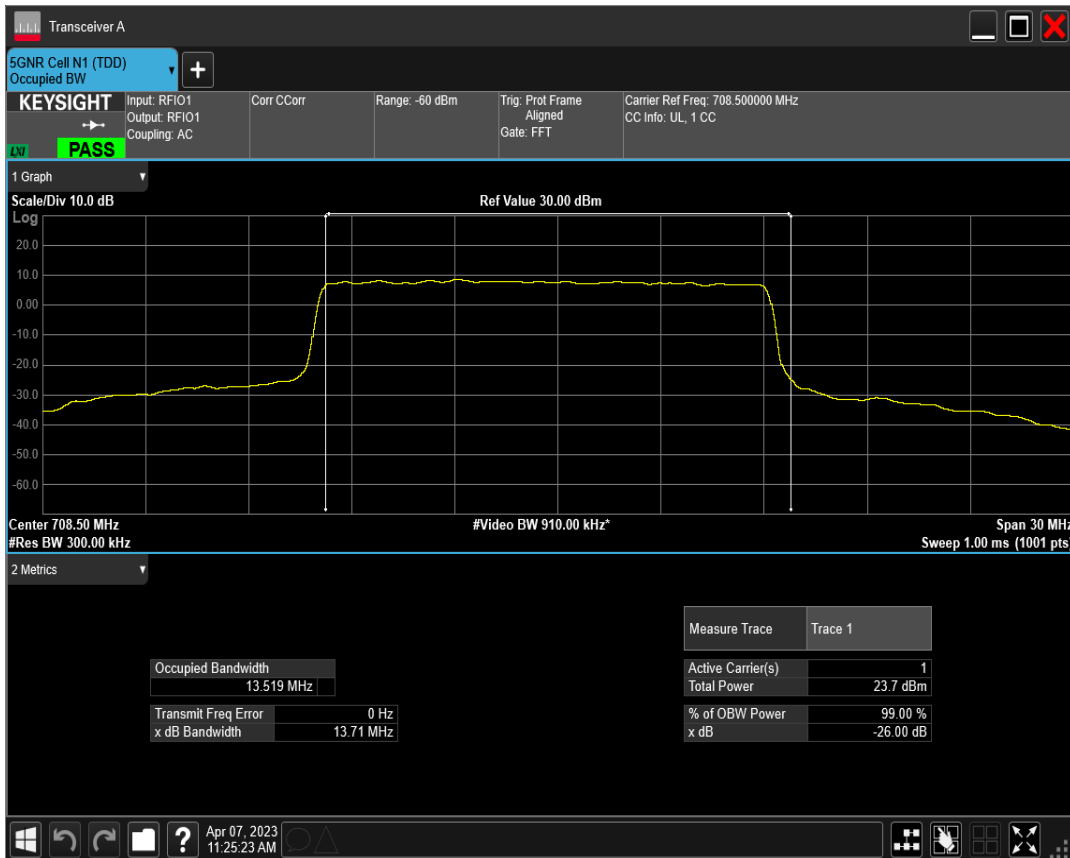 Transceiver A
5GNR Cell N1 (TDD)
Occupied BW
+
KEYSIGHT
LXI
PASS
Input: RFIO1
Output: RFIO1
Coupling: AC
Corr CCorr
Range: -60 dBm
Trig: Prot Frame
Aligned
Gate: FFT
Carrier Ref Freq: 708.500000 MHz
CC Info: UL, 1 CC
1 Graph
Scale/Div 10.0 dB
Ref Value 30.00 dBm
Log
20.0
10.0
0.00
-10.0
-20.0
-30.0
-40.0
-50.0
-60.0
Center 708.50 MHz
#Video BW 910.00 kHz*
Span 30 MHz
#Res BW 300.00 kHz
Sweep 1.00 ms (1001 pts)
2 Metrics
Measure Trace Trace 1
Occupied Bandwidth
13.519 MHz
Active Carrier(s) 1
Total Power 23.7 dBm
Transmit Freq Error 0 Hz
x dB Bandwidth 13.71 MHz
% of OBW Power 99.00 %
x dB -26.00 dB
?
Apr 07, 2023
11:25:23 AM